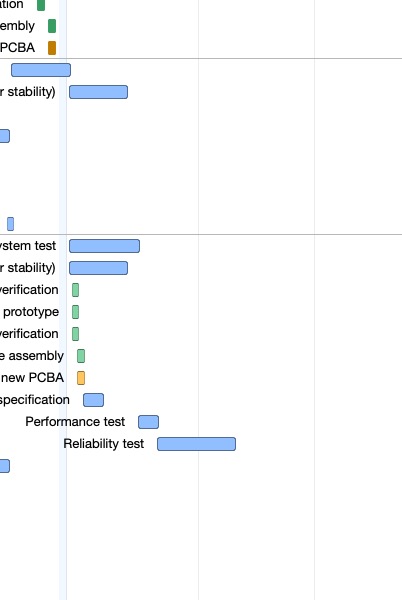 ation
embly
PCBA
r stability)
ystem test
r stability)
verification
prototype
verification
e assembly
new PCBA
specification
Performance test
Reliability test